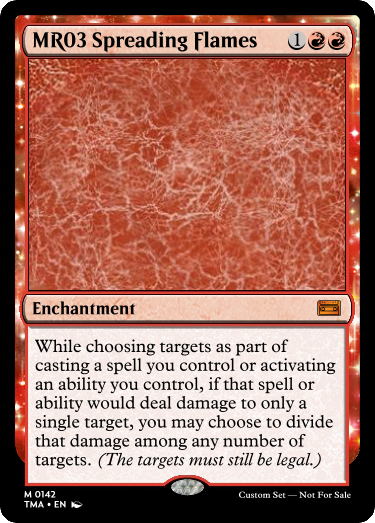 MR03 Spreading Flames 1
Enchantment
While choosing targets as part of
casting a spell you control or activating
an ability you control, if that spell or
ability would deal damage to only a
single target, you may choose to divide
that damage among any number of
targets. (The targets must still be legal.)
M 0142
TMA • EN
Custom Set — Not For Sale